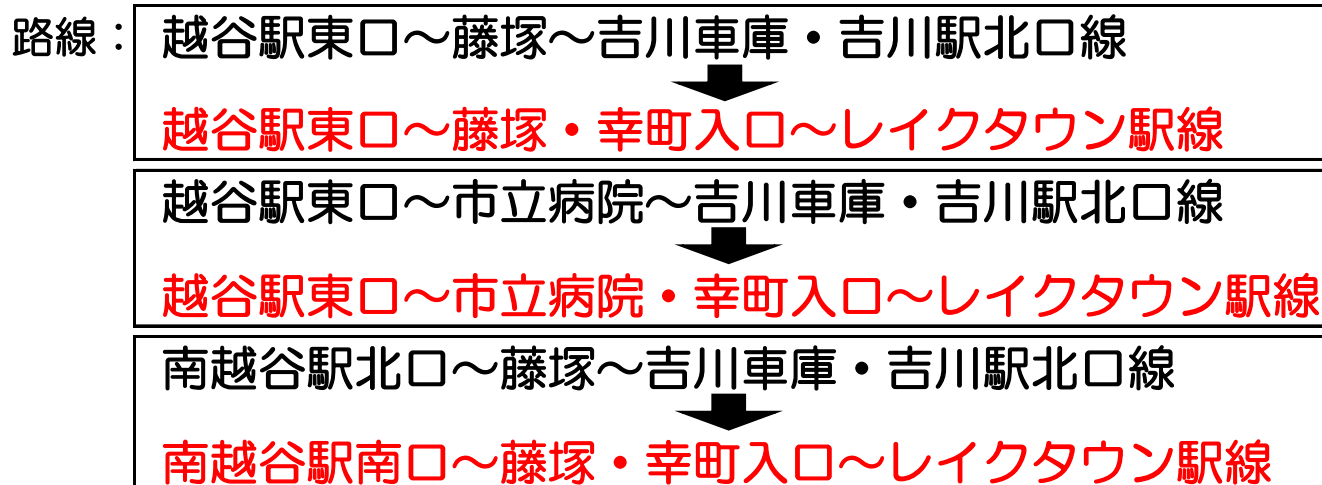 路線：越谷駅東口～藤塚～吉川車庫・吉川駅北口線
越谷駅東口～藤塚・幸町入口～レイクタウン駅線
越谷駅東口～市立病院～吉川車庫・吉川駅北口線
越谷駅東口～市立病院・幸町入口～レイクタウン駅線
南越谷駅北口～藤塚～吉川車庫・吉川駅北口線
南越谷駅南口～藤塚・幸町入口～レイクタウン駅線